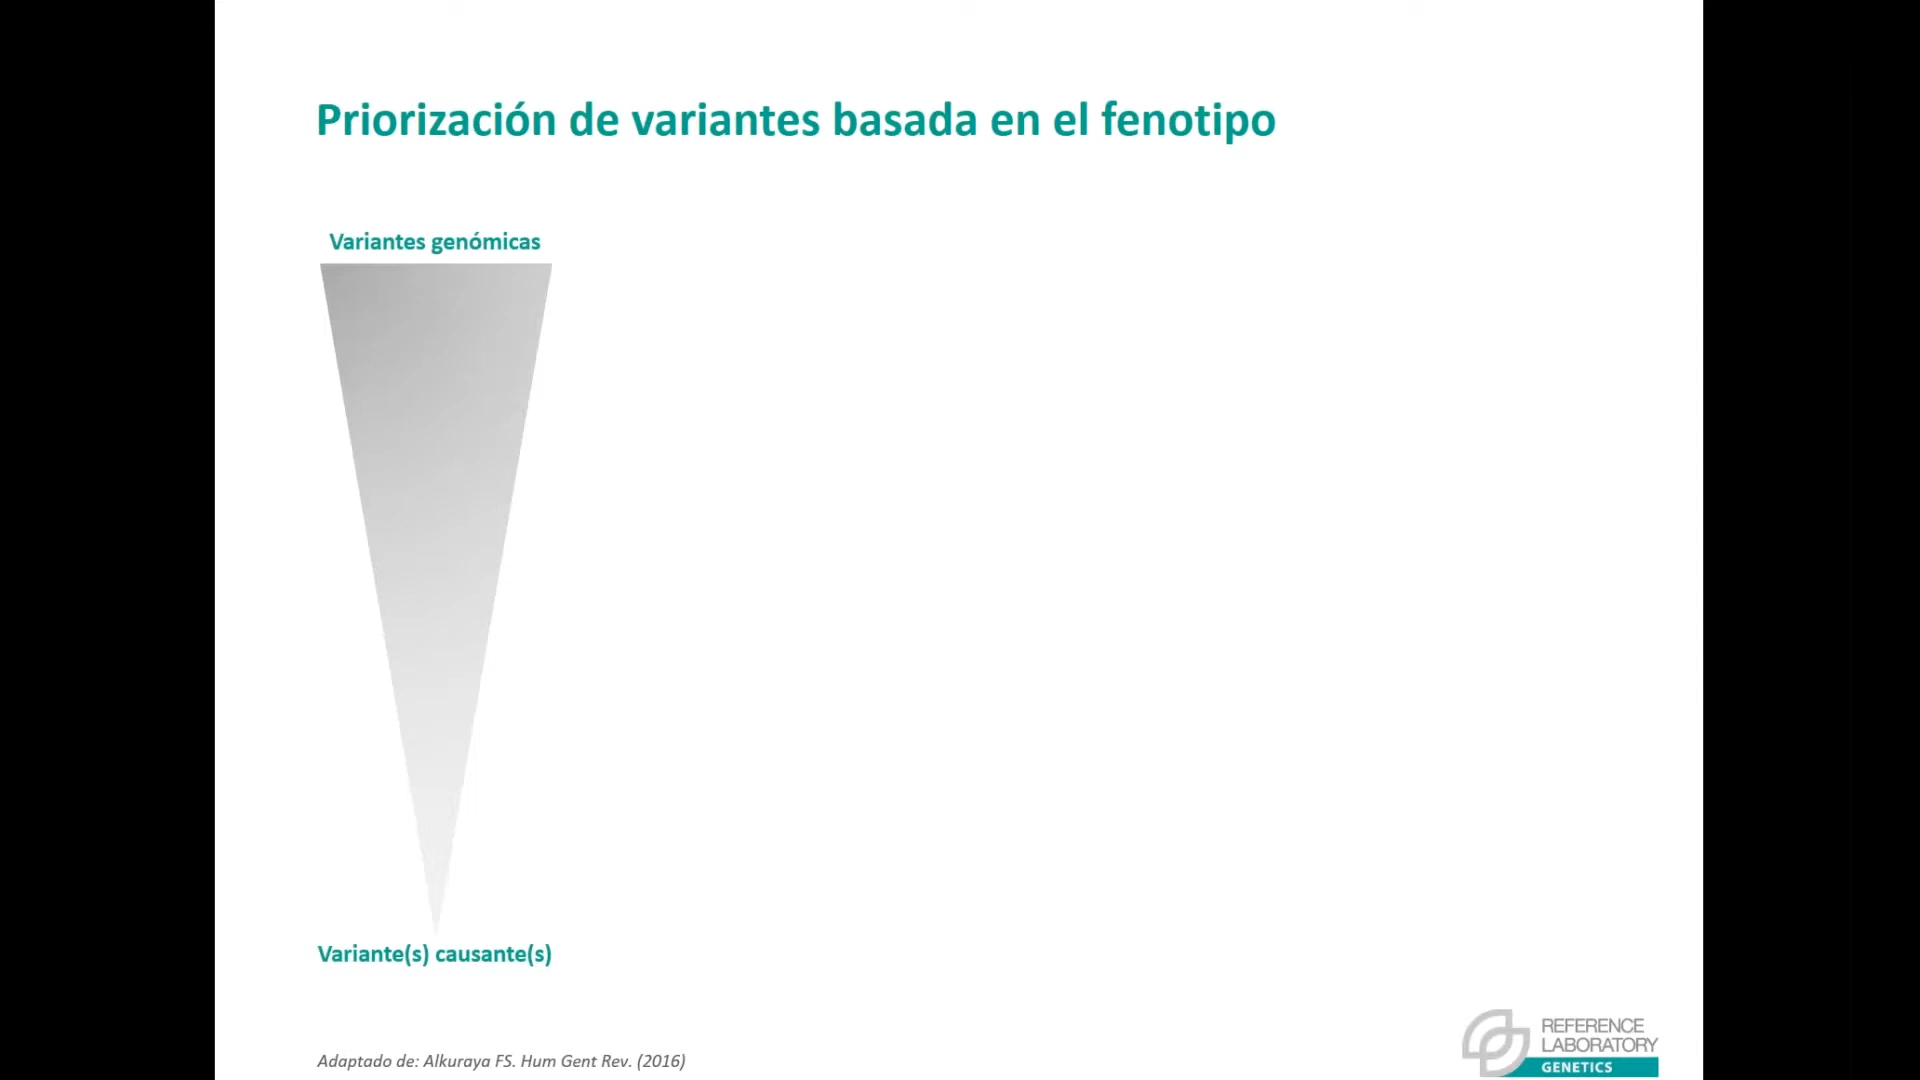 Priorización de variantes basada en el fenotipo
Variantes genómicas
Variante(s) causante(s)
Adaptado de: Alkuraya FS. Hum Gent Rev. (2016)
REFERENCE
LABORATORY
GENETICS